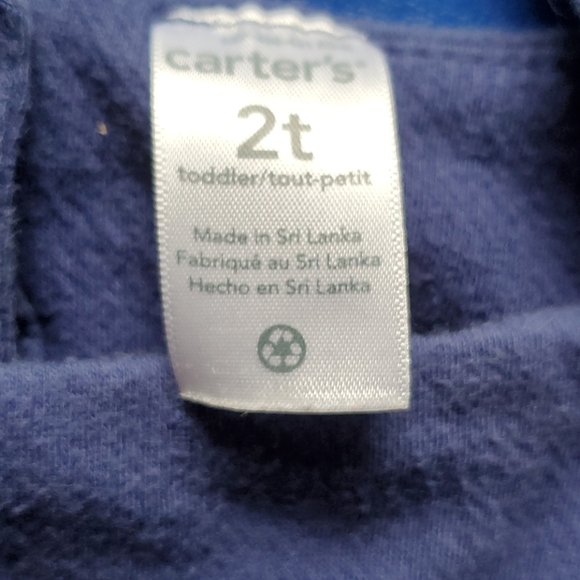 carter's
2t
toddler/tout-petit
Made in Sri Lanka
Fabriqué au Sri Lanka
Hecho en Sri Lanka